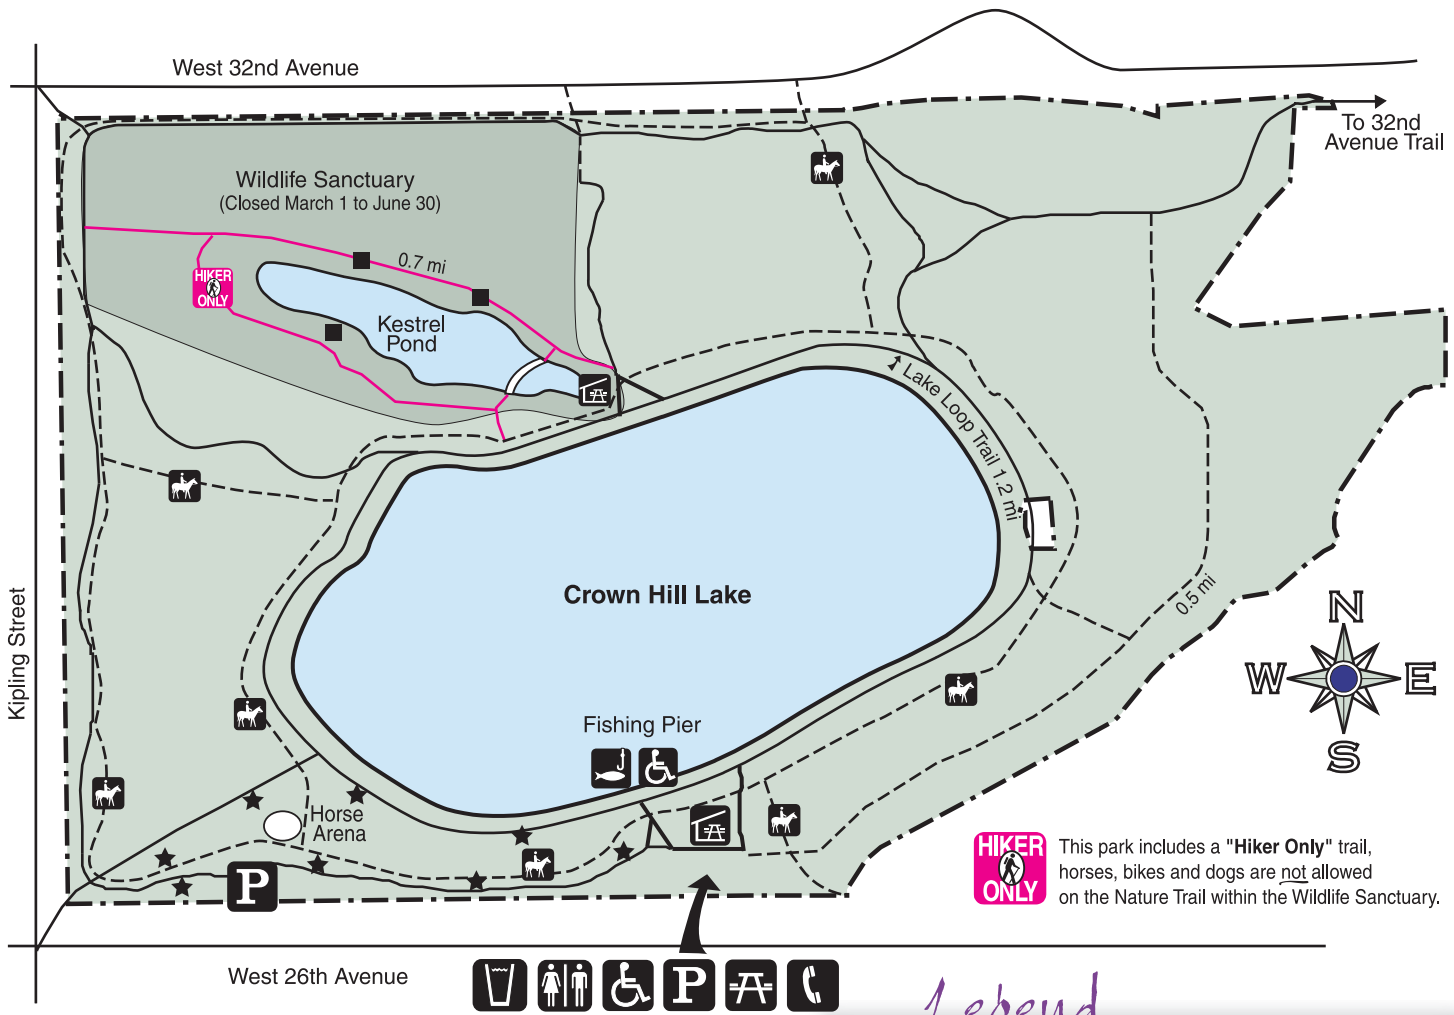 West 32nd Avenue
To 32nd
Avenue Trail
Wildlife Sanctuary
(Closed March 1 to June 30)
0.7 mi
HIKER
ONLY
Kestrel
Pond
Lake Loop Trail 1.2 mi
Kipling Street
Crown Hill Lake
0.5 mi
N
W E
S
Fishing Pier
Horse
Arena
P
HIKER
ONLY
This park includes a "Hiker Only" trail,
horses, bikes and dogs are not allowed
on the Nature Trail within the Wildlife Sanctuary.
West 26th Avenue
P
Legend